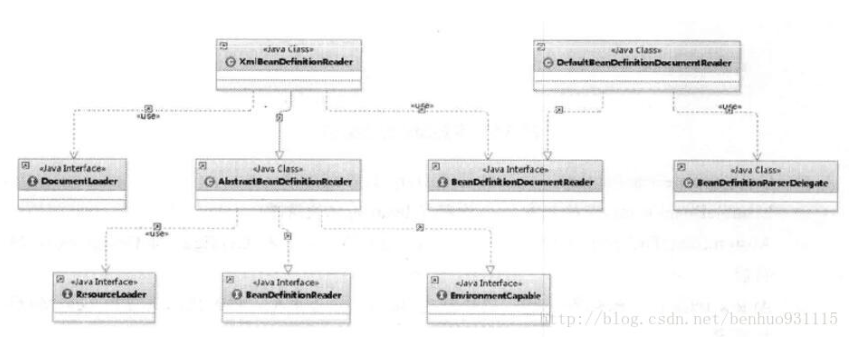 «Java Class»
XmlBeanDefinitionReader
«Java Class»
DefaultBeanDefinitionDocumentReader
«use»
«use»
«use»
«Java Interface»
DocumentLoader
«Java Class»
AbstractBeanDefinitionReader
«Java Interface»
BeanDefinitionDocumentReader
«Java Class»
BeanDefinitionParserDelegate
«use»
«Java Interface»
ResourceLoader
«Java Interface»
BeanDefinitionReader
«Java Interface»
EnvironmentCapable
http://blog.csdn.net/benhuo931115